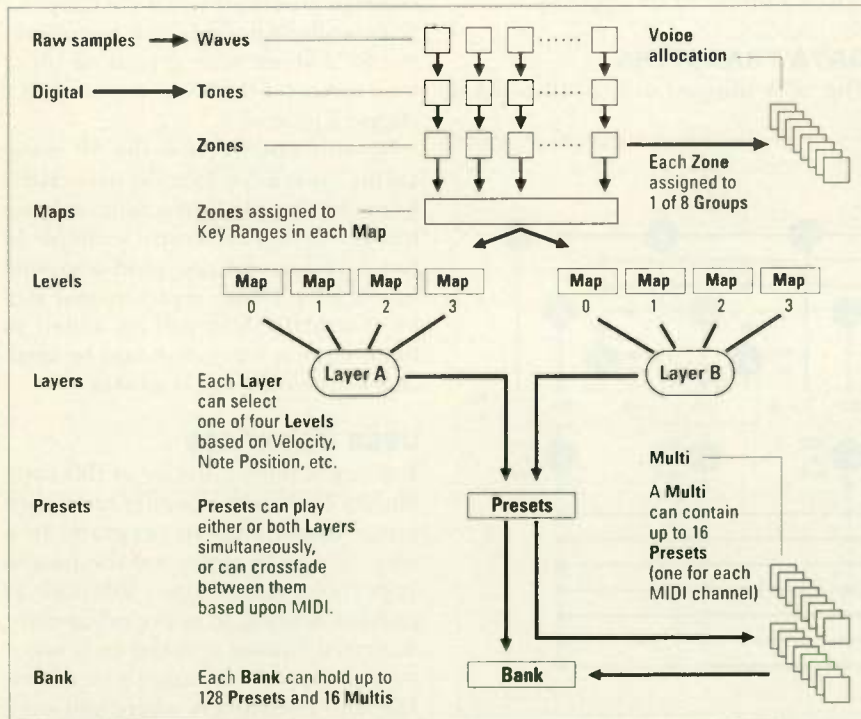 Raw samples Waves
Voice
allocation
Digital Tones
Zones
Each Zone
assigned to
1 of 8 Groups
Maps
Zones assigned to
Key Ranges in each Map
Levels
Map Map Map Map
0 1 2 3
Map Map Map Map
0 1 2 3
Layer A
Layer B
Layers
Each Layer
can select
one of four Levels
based on Velocity,
Note Position, etc.
Multi
A Multi
can contain
up to 16
Presets
(one for each
MIDI channel)
Presets
Presets can play
either or both Layers
simultaneously,
or can crossfade
between them
based upon MIDI.
Presets
Bank
Each Bank can hold up to
128 Presets and 16 Multis
Bank